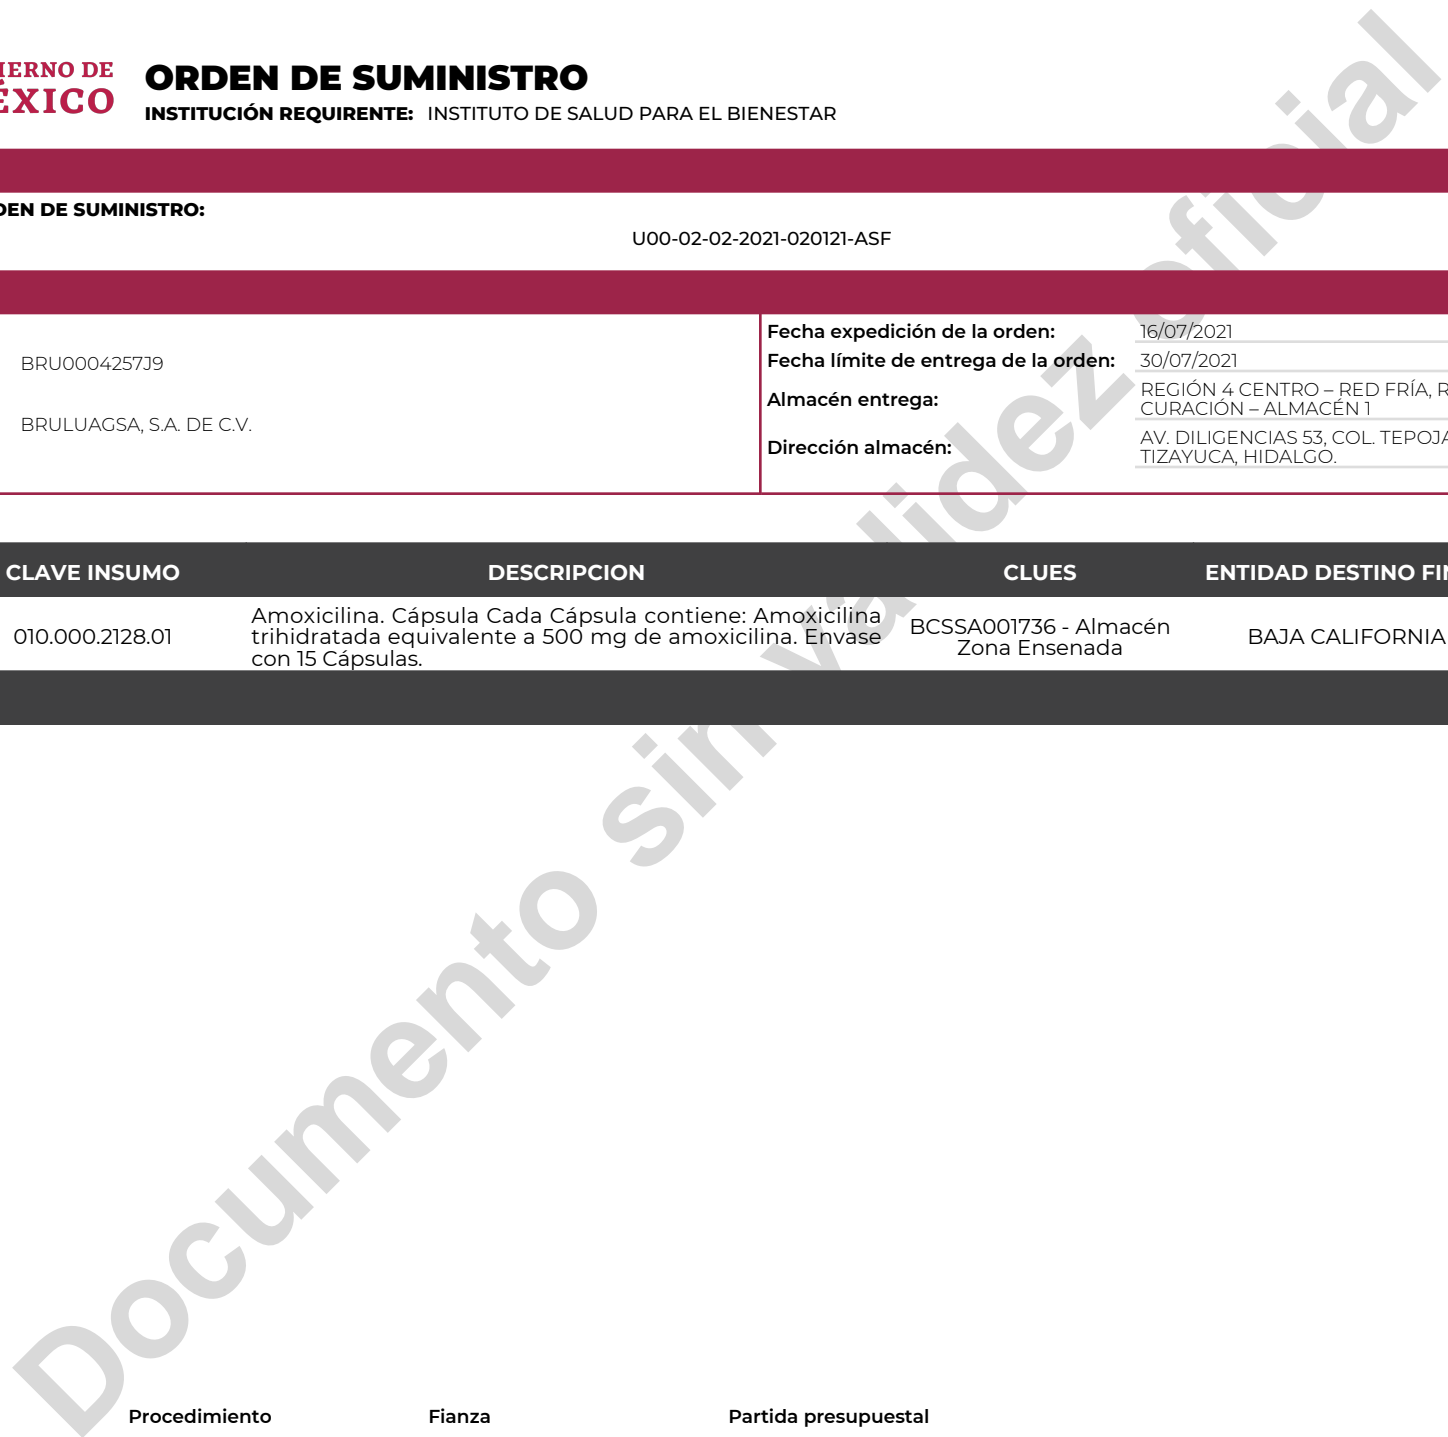 IERNO DE
ÉXICO
ORDEN DE SUMINISTRO
INSTITUCIÓN REQUIRENTE: INSTITUTO DE SALUD PARA EL BIENESTAR
DEN DE SUMINISTRO:
U00-02-02-2021-020121-ASF
BRU0004257J9
BRULUAGSA, S.A. DE C.V.
Fecha expedición de la orden: 16/07/2021
Fecha límite de entrega de la orden: 30/07/2021
Almacén entrega: REGIÓN 4 CENTRO – RED FRÍA, R
CURACIÓN – ALMACÉN 1
Dirección almacén: AV. DILIGENCIAS 53, COL. TEPOJA
TIZAYUCA, HIDALGO.
CLAVE INSUMO DESCRIPCION CLUES ENTIDAD DESTINO FIN
010.000.2128.01
Amoxicilina. Cápsula Cada Cápsula contiene: Amoxicilina
trihidratada equivalente a 500 mg de amoxicilina. Envase
con 15 Cápsulas.
BCSSA001736 - Almacén
Zona Ensenada
BAJA CALIFORNIA
Documento sin validez oficial
Procedimiento Fianza Partida presupuestal